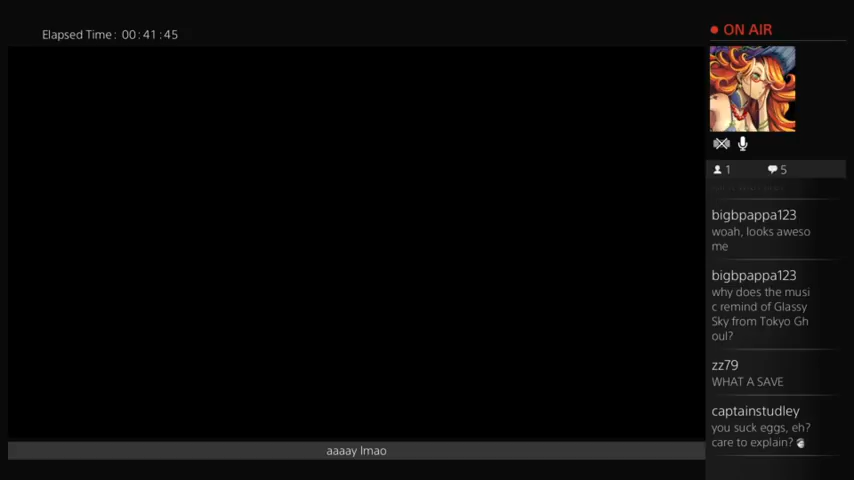 Elapsed Time: 00:41:45
ON AIR
1 5
bigbpappa123
woah, looks aweso
me
bigbpappa123
why does the musi
c remind of Glassy
Sky from Tokyo Gh
oul?
zz79
WHAT A SAVE
captainstudley
you suck eggs, eh?
care to explain?
aaaay lmao